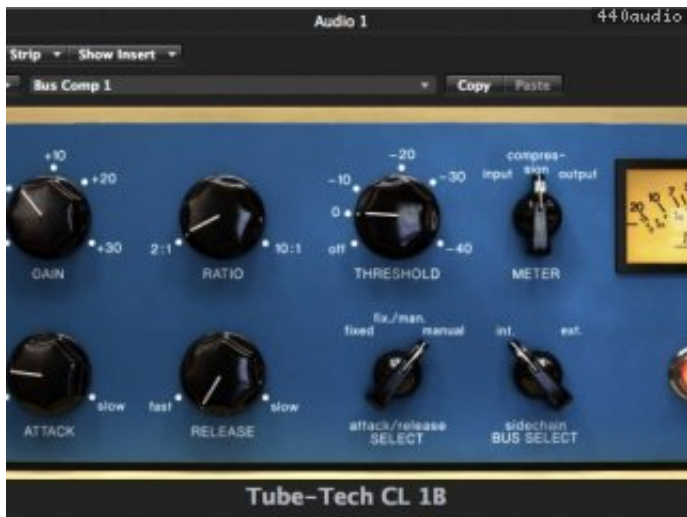 Audio 1
440audio
Strip Show Insert
Bus Comp 1 Copy Paste
+10
+20
+30
GAIN
2:1 10:1
RATIO
-20
-10 -30
0
off -40
THRESHOLD
compres-
input sion output
METER
20 10 7
slow
ATTACK
fast slow
RELEASE
fix./man.
fixed manual
attack/release
SELECT
int. ext.
sidechain
BUS SELECT
Tube-Tech CL 1B